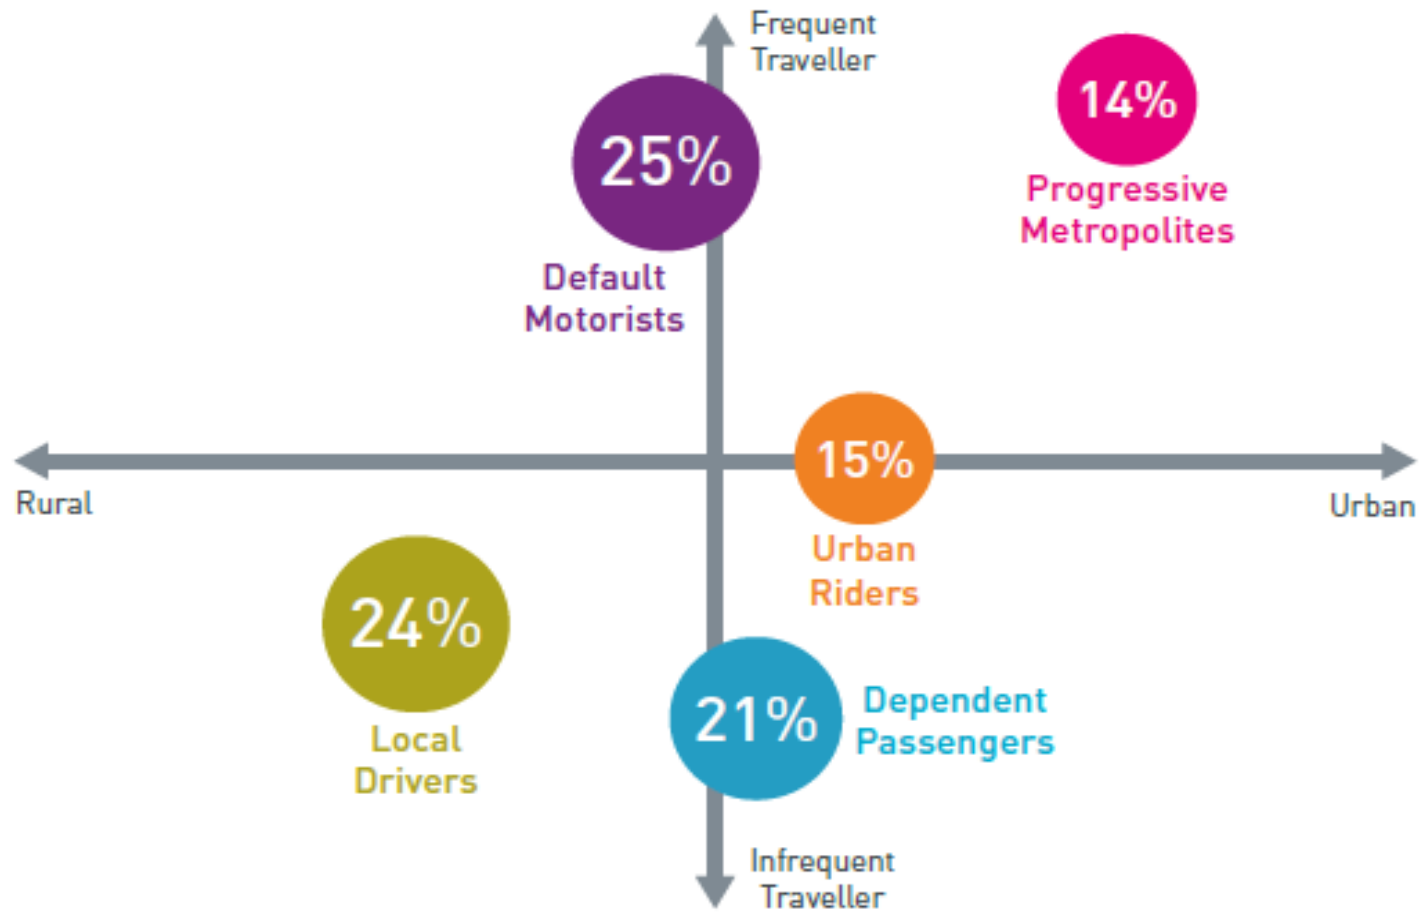 Frequent
Traveller
14%
25%
Progressive
Metropolites
Default
Motorists
15%
Rural
Urban
Urban
Riders
24%
21%
Dependent
Passengers
Local
Drivers
Infrequent
Traveller